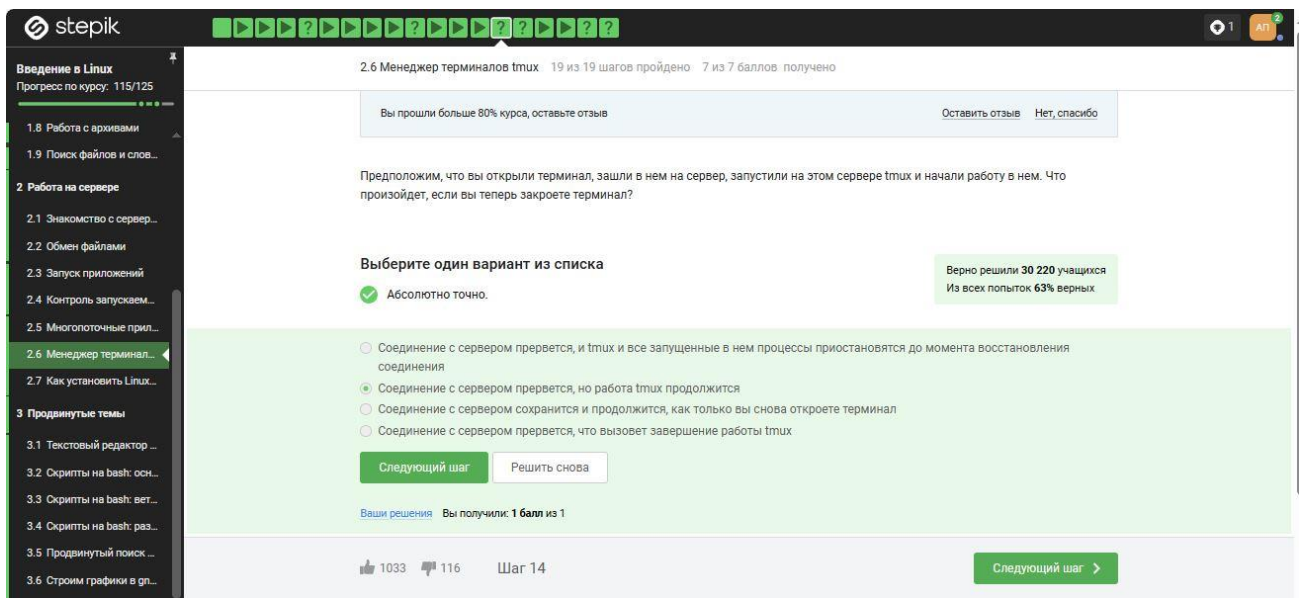 stepik
? ? ? ? ? ?
1
АП
2
Введение в Linux
Прогресс по курсу: 115/125
1.8 Работа с архивами
1.9 Поиск файлов и слов...
2 Работа на сервере
2.1 Знакомство с сервер...
2.2 Обмен файлами
2.3 Запуск приложений
2.4 Контроль запускаем...
2.5 Многопоточные прил...
2.6 Менеджер терминал...
2.7 Как установить Linux...
3 Продвинутые темы
3.1 Текстовый редактор ...
3.2 Скрипты на bash: осн...
3.3 Скрипты на bash: вет...
3.4 Скрипты на bash: раз...
3.5 Продвинутый поиск ...
3.6 Строим графики в gn...
2.6 Менеджер терминалов tmux 19 из 19 шагов пройдено 7 из 7 баллов получено
Вы прошли больше 80% курса, оставьте отзыв Оставить отзыв Нет, спасибо
Предположим, что вы открыли терминал, зашли в нем на сервер, запустили на этом сервере tmux и начали работу в нем. Что
произойдет, если вы теперь закроете терминал?
Выберите один вариант из списка
Абсолютно точно.
Верно решили 30 220 учащихся
Из всех попыток 63% верных
Соединение с сервером прервется, и tmux и все запущенные в нем процессы приостановятся до момента восстановления
соединения
Соединение с сервером прервется, но работа tmux продолжится
Соединение с сервером сохранится и продолжится, как только вы снова откроете терминал
Соединение с сервером прервется, что вызовет завершение работы tmux
Следующий шаг Решить снова
Ваши решения Вы получили: 1 балл из 1
1033 116 Шаг 14 Следующий шаг